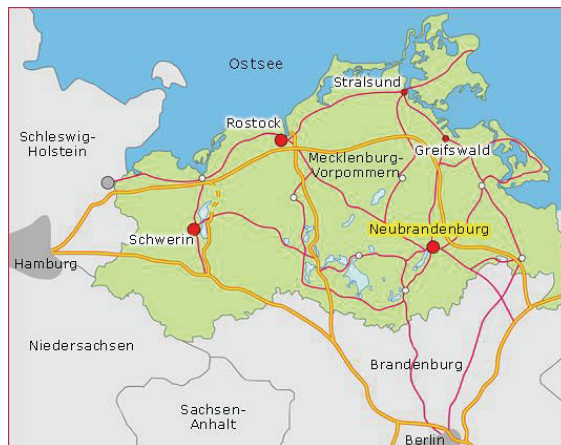 Ostsee
Stralsund
Rostock
Schleswig-
Holstein
Greifswald
Mecklenburg-
Vorpommern
Neubrandenburg
Schwerin
Hamburg
Niedersachsen
Brandenburg
Sachsen-
Anhalt
Berlin